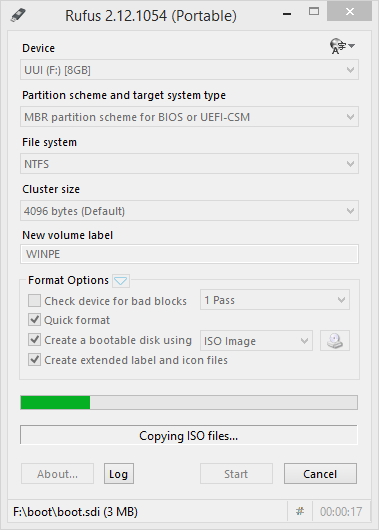 Rufus 2.12.1054 (Portable)
Device
UUI (F:) [8GB]
Partition scheme and target system type
MBR partition scheme for BIOS or UEFI-CSM
File system
NTFS
Cluster size
4096 bytes (Default)
New volume label
WINPE
Format Options
Check device for bad blocks 1 Pass
Quick format
Create a bootable disk using ISO Image
Create extended label and icon files
Copying ISO files...
About... Log Start Cancel
F:\boot\boot.sdi (3 MB) # 00:00:17